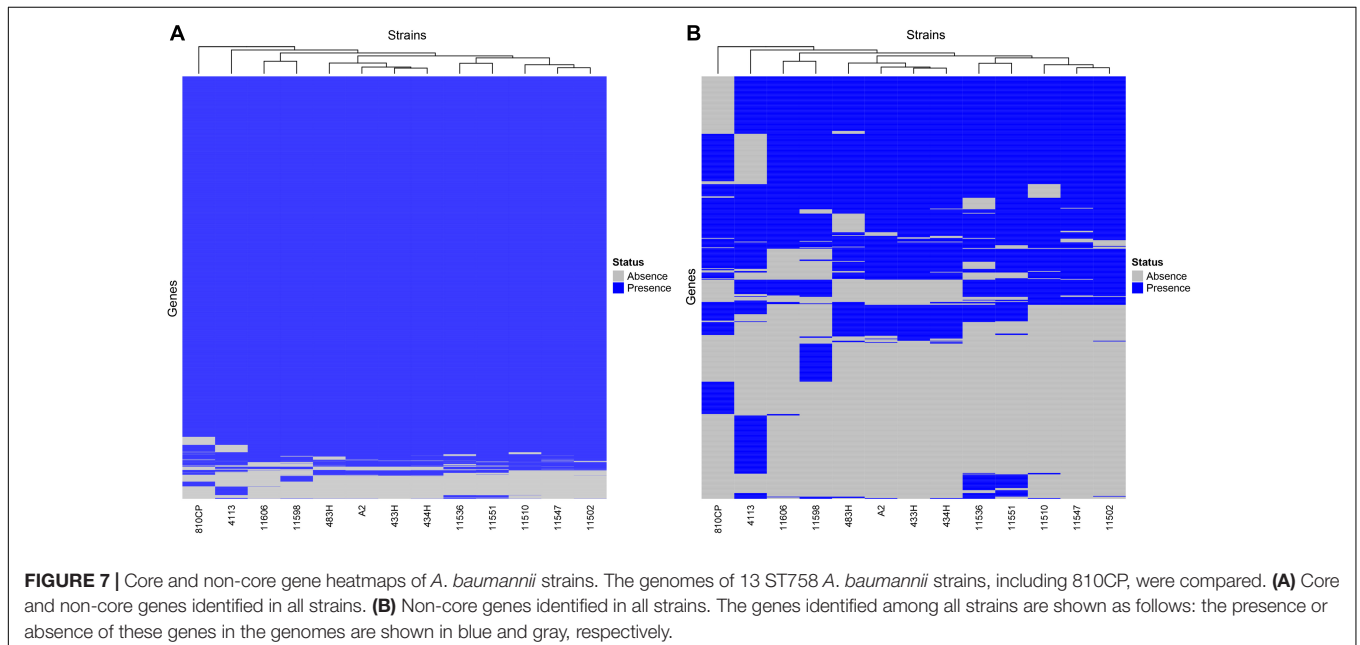 A
Strains
Genes
Status
Absence
Presence
810CP
4113
11606
11598
483H
A2
433H
434H
11536
11551
11510
11547
11502
B
Strains
Genes
Status
Absence
Presence
810CP
4113
11606
11598
483H
A2
433H
434H
11536
11551
11510
11547
11502
FIGURE 7 | Core and non-core gene heatmaps of A. baumannii strains. The genomes of 13 ST758 A. baumannii strains, including 810CP, were compared. (A) Core
and non-core genes identified in all strains. (B) Non-core genes identified in all strains. The genes identified among all strains are shown as follows: the presence or
absence of these genes in the genomes are shown in blue and gray, respectively.